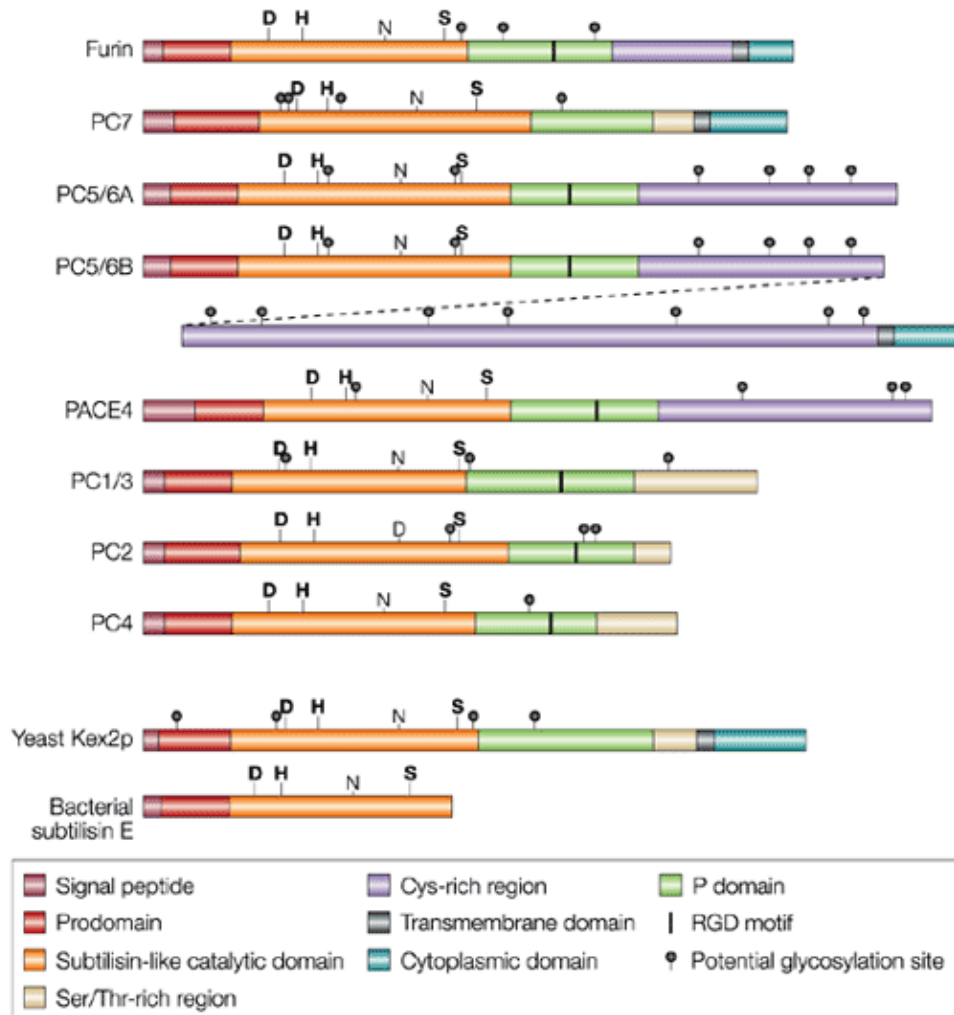 D H N S
Furin
D H N S
PC7
D H N S
PC5/6A
D H N S
PC5/6B
D H N S
PACE4
D H N S
PC1/3
D H D S
PC2
D H N S
PC4
D H N S
Yeast Kex2p
D H N S
Bacterial
subtilisin E
Signal peptide Cys-rich region P domain
Prodomain Transmembrane domain RGD motif
Subtilisin-like catalytic domain Cytoplasmic domain Potential glycosylation site
Ser/Thr-rich region